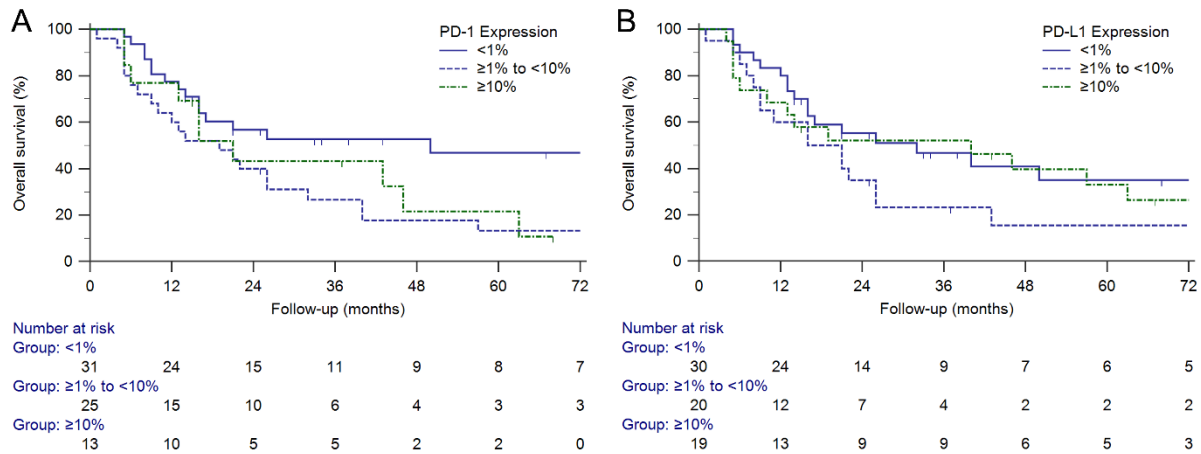 A
PD-1 Expression
<1%
≥1% to <10%
≥10%
Overall survival (%)
100
80
60
40
20
0
0 12 24 36 48 60 72
Follow-up (months)
Number at risk
Group: <1%
31 24 15 11 9 8 7
Group: ≥1% to <10%
25 15 10 6 4 3 3
Group: ≥10%
13 10 5 5 2 2 0
B
PD-L1 Expression
<1%
≥1% to <10%
≥10%
Overall survival (%)
100
80
60
40
20
0
0 12 24 36 48 60 72
Follow-up (months)
Number at risk
Group: <1%
30 24 14 9 7 6 5
Group: ≥1% to <10%
20 12 7 4 2 2 2
Group: ≥10%
19 13 9 9 6 5 3